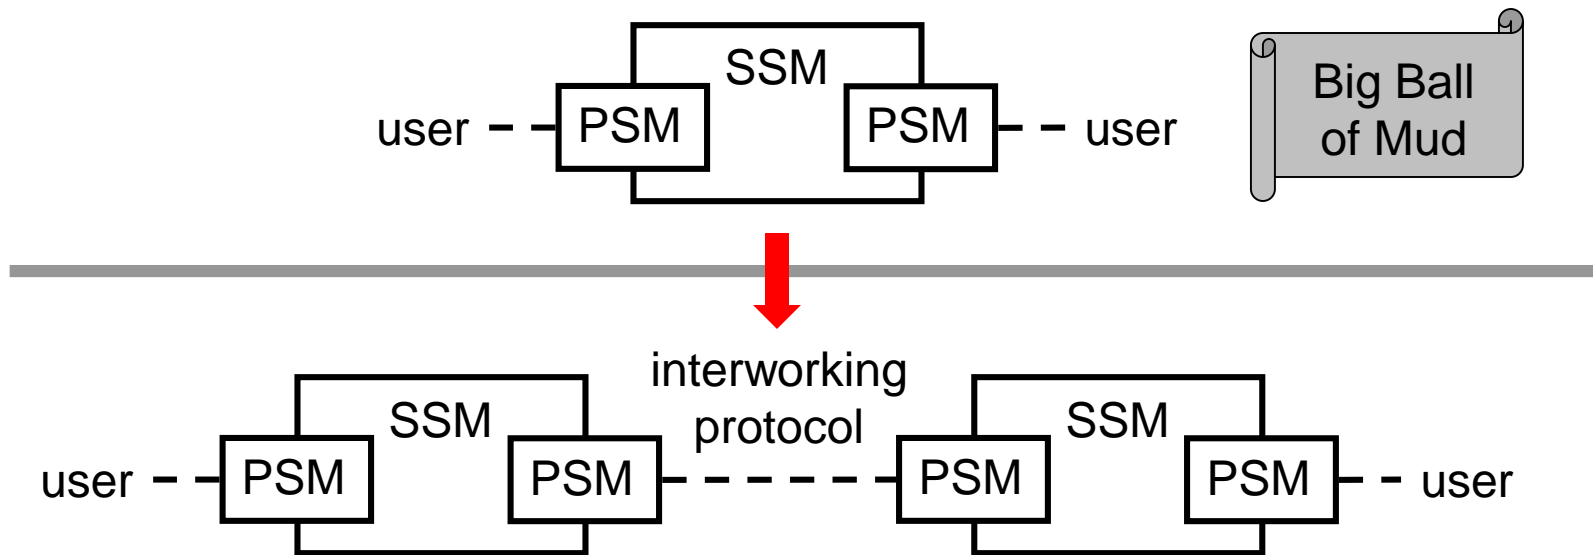 SSM
user
PSM
PSM
user
Big Ball
of Mud
interworking
protocol
SSM
SSM
user
PSM
PSM
PSM
PSM
user